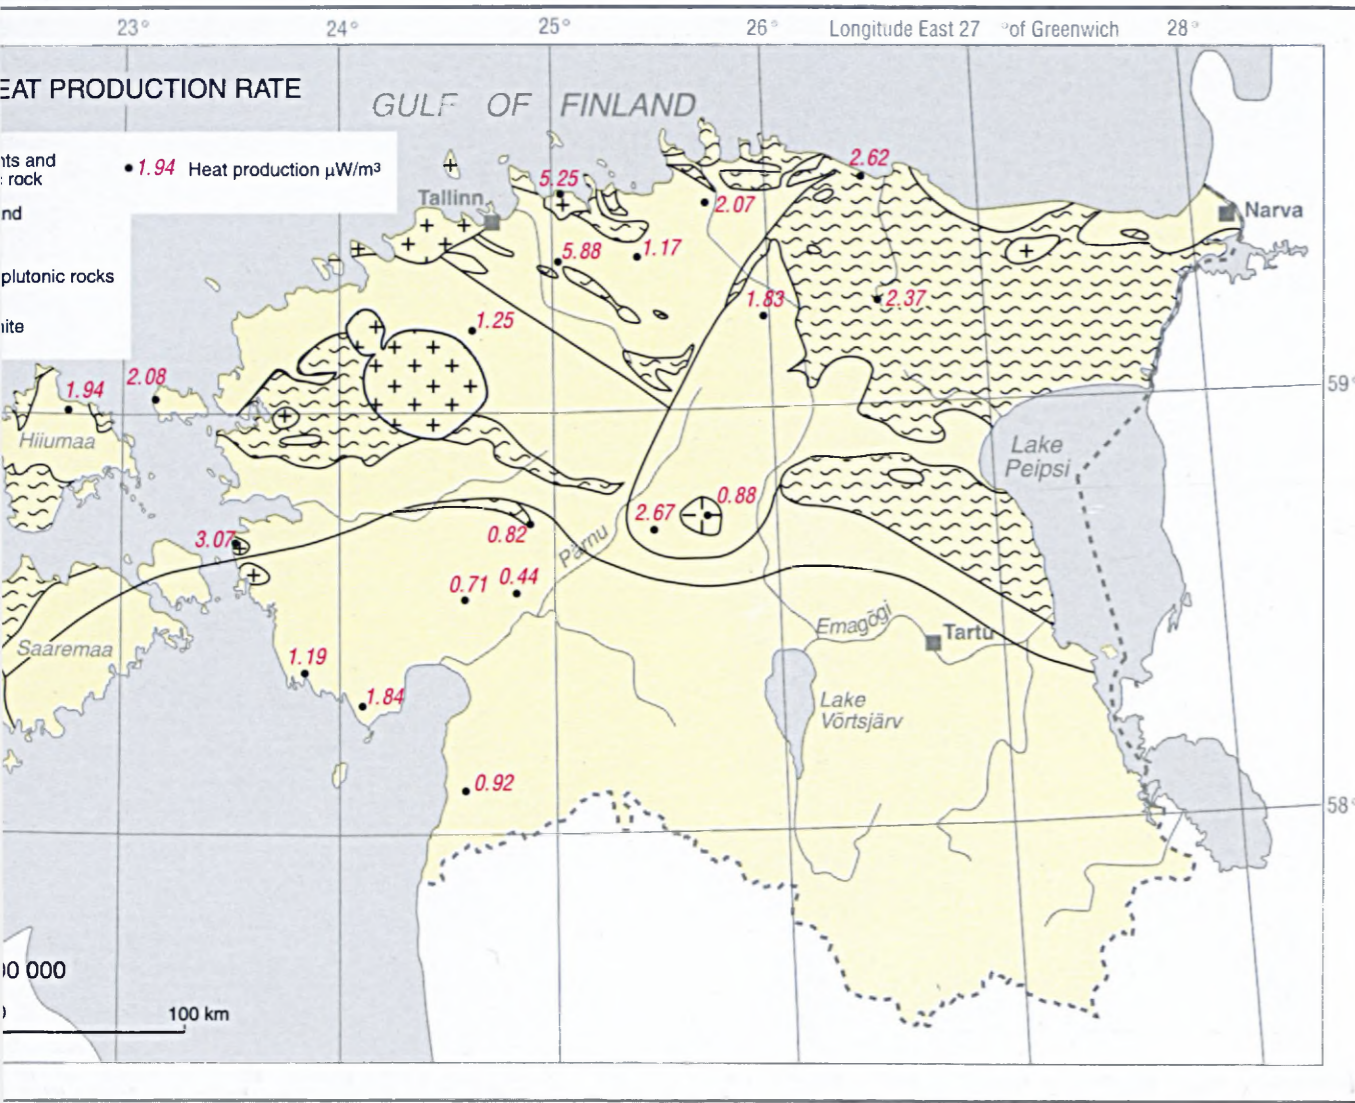 23° 24° 25° 26° Longitude East 27 °of Greenwich 28°
EAT PRODUCTION RATE
GULF OF FINLAND
nts and
rock
1.94 Heat production µW/m³
nd
plutonic rocks
nite
2.62
5.25
Tallinn
2.07
Narva
5.88
1.17
1.83
2.37
1.25
2.08
1.94
59°
Hiiumaa
Lake
Peipsi
0.88
2.67
0.82
3.07
Pärnu
0.71
0.44
Emagõgi
Tartu
Saaremaa
1.19
1.84
Lake
Võrtsjärv
0.92
58°
00 000
100 km